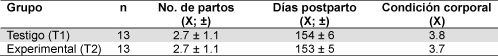 Grupo n No. de partos Días postparto Condición corporal
(X; ±) (X; ±) (X)
Testigo (T1) 13 2.7 ± 1.1 154 ± 6 3.8
Experimental (T2) 13 2.7 ± 1.1 153 ± 5 3.7